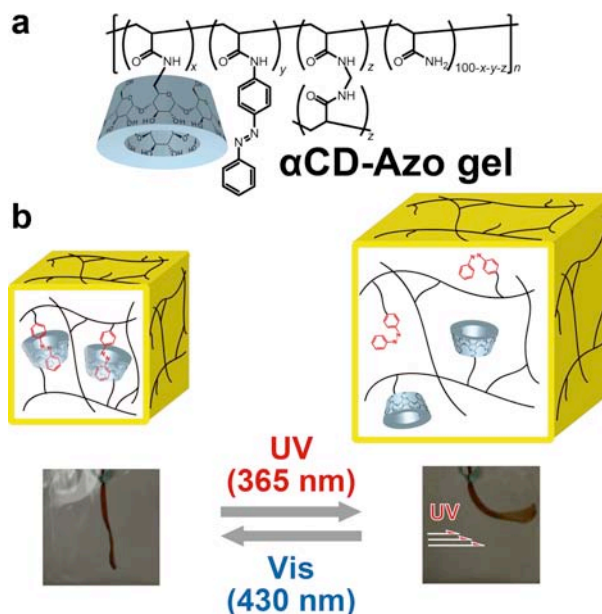 a
O NH x O NH y O NH z O NH2 100-x-y-z n
O NH
z
N
N
αCD-Azo gel
b
UV
(365 nm)
Vis
(430 nm)
UV